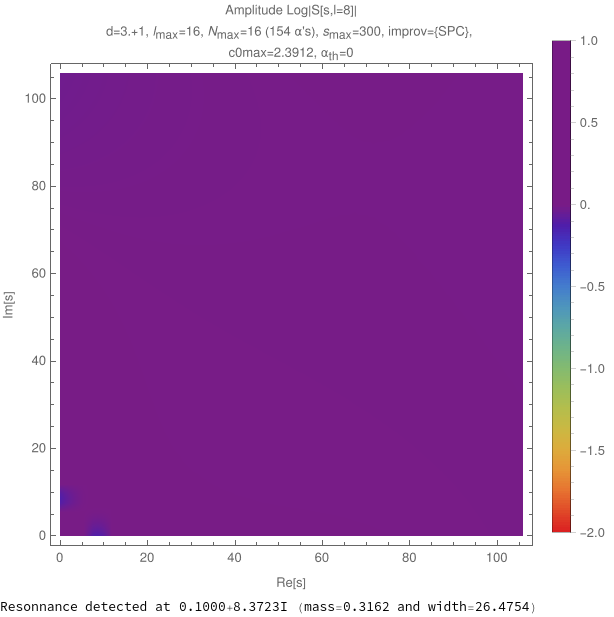 Amplitude Log|S[s,l=8]|
d=3.+1, lmax=16, Nmax=16 (154 α's), smax=300, improv={SPC},
c0max=2.3912, αth=0
1.0
0.5
0.
−0.5
−1.0
−1.5
−2.0
100
80
60
40
20
0
Im[s]
0 20 40 60 80 100
Re[s]
Resonnance detected at 0.1000+8.3723I (mass=0.3162 and width=26.4754)